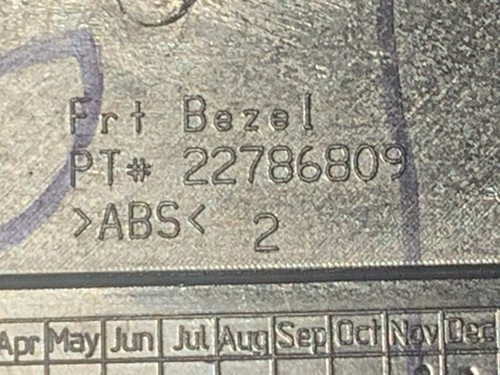 Frt Bezel
PT# 22786809
>ABS< 2
Apr May Jun Jul Aug Sep Oct Nov Dec